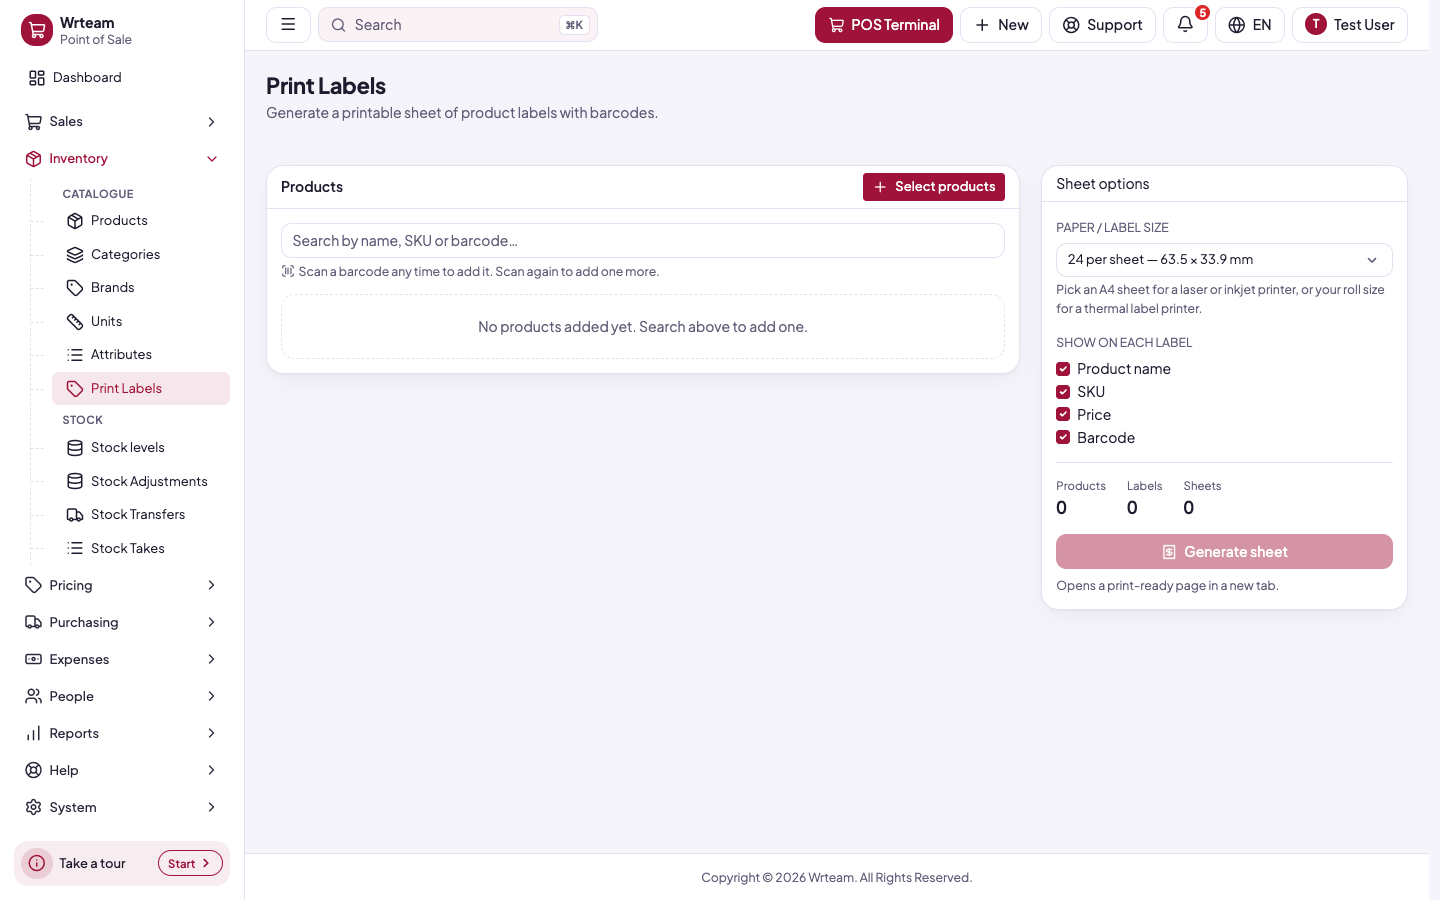 Wrteam
Point of Sale
Dashboard
Sales
Inventory
CATALOGUE
Products
Categories
Brands
Units
Attributes
Print Labels
STOCK
Stock levels
Stock Adjustments
Stock Transfers
Stock Takes
Pricing
Purchasing
Expenses
People
Reports
Help
System
Take a tour
Start
Search
⌘K
POS Terminal
New
Support
5
EN
T
Test User
Print Labels
Generate a printable sheet of product labels with barcodes.
Products
Select products
Search by name, SKU or barcode…
Scan a barcode any time to add it. Scan again to add one more.
No products added yet. Search above to add one.
Sheet options
PAPER / LABEL SIZE
24 per sheet — 63.5 × 33.9 mm
Pick an A4 sheet for a laser or inkjet printer, or your roll size
for a thermal label printer.
SHOW ON EACH LABEL
Product name
SKU
Price
Barcode
Products Labels Sheets
0 0 0
Generate sheet
Opens a print-ready page in a new tab.
Copyright © 2026 Wrteam. All Rights Reserved.